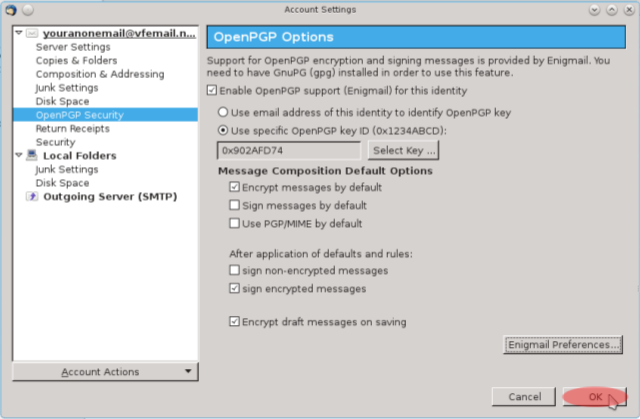 Account Settings
youranonemail@vfemail.n...
Server Settings
Copies & Folders
Composition & Addressing
Junk Settings
Disk Space
OpenPGP Security
Return Receipts
Security
Local Folders
Junk Settings
Disk Space
Outgoing Server (SMTP)
Account Actions
OpenPGP Options
Support for OpenPGP encryption and signing messages is provided by Enigmail. You
need to have GnuPG (gpg) installed in order to use this feature.
Enable OpenPGP support (Enigmail) for this identity
Use email address of this identity to identify OpenPGP key
Use specific OpenPGP key ID (0x1234ABCD):
0x902AFD74
Select Key ...
Message Composition Default Options
Encrypt messages by default
Sign messages by default
Use PGP/MIME by default
After application of defaults and rules:
sign non-encrypted messages
sign encrypted messages
Encrypt draft messages on saving
Enigmail Preferences...
Cancel
OK